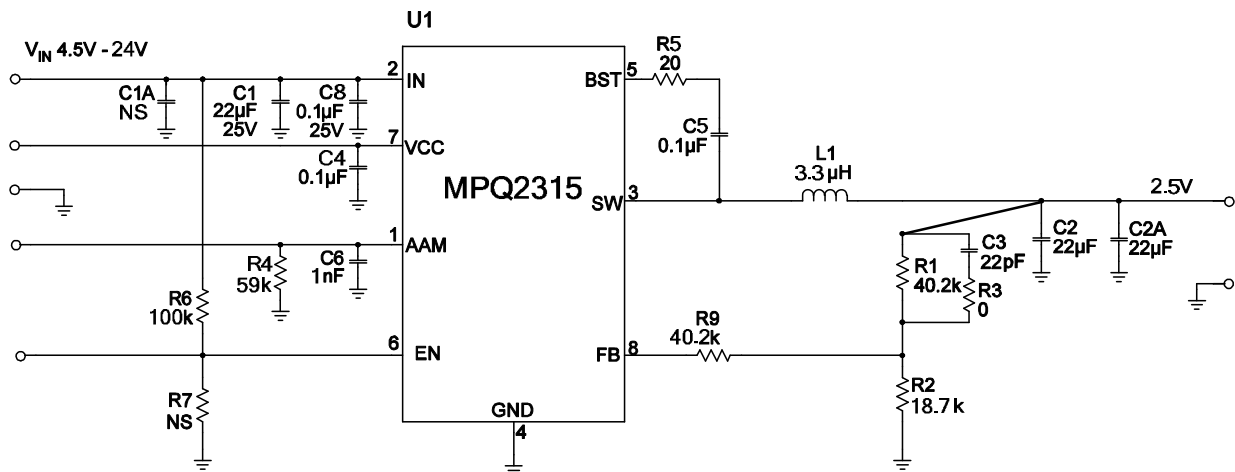 U1
V_IN 4.5V - 24V
2
IN
C1A
NS
C1
22µF
25V
C8
0.1µF
25V
7
VCC
C4
0.1µF
MPQ2315
1
AAM
R4
59k
C6
1nF
R6
100k
6
EN
R7
NS
GND
4
BST
5
R5
20
C5
0.1µF
SW
3
L1
3.3µH
2.5V
C3
22pF
C2
22µF
C2A
22µF
R1
40.2k
R3
0
R9
40.2k
FB
8
R2
18.7k